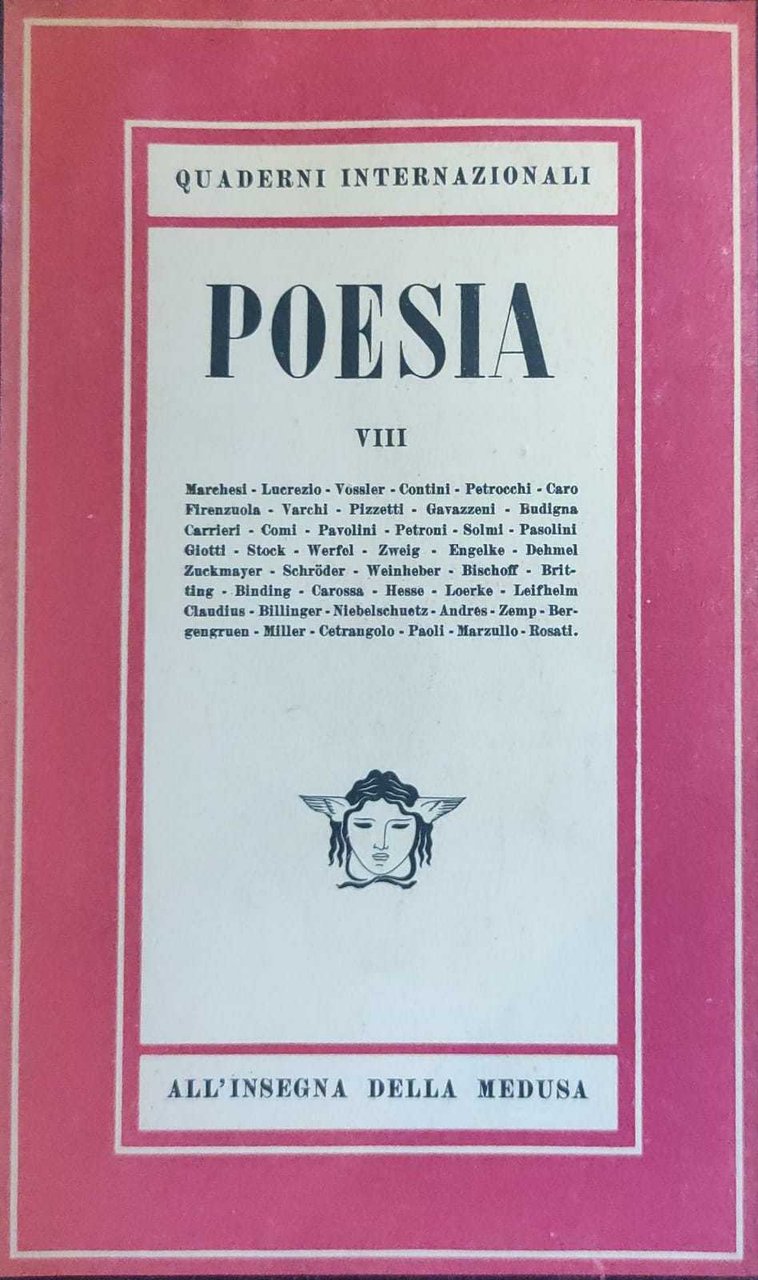 QUADERNI INTERNAZIONALI
POESIA
VIII
Marchesi - Lucrezio - Vossler - Contini - Petrocchi - Caro
Firenzuola - Varchi - Pizzetti - Gavazzeni - Budigna
Carrieri - Comi - Pavolini - Petroni - Solmi - Pasolini
Giotti - Stock - Werfel - Zweig - Engelke - Dehmel
Zuckmayer - Schröder - Weinheber - Bischoff - Brit-
ting - Binding - Carossa - Hesse - Loerke - Leifhelm
Claudius - Billinger - Niebelschuetz - Andres - Zemp - Ber-
gengruen - Miller - Cetrangolo - Paoli - Marzullo - Rosati.
ALL'INSEGNA DELLA MEDUSA